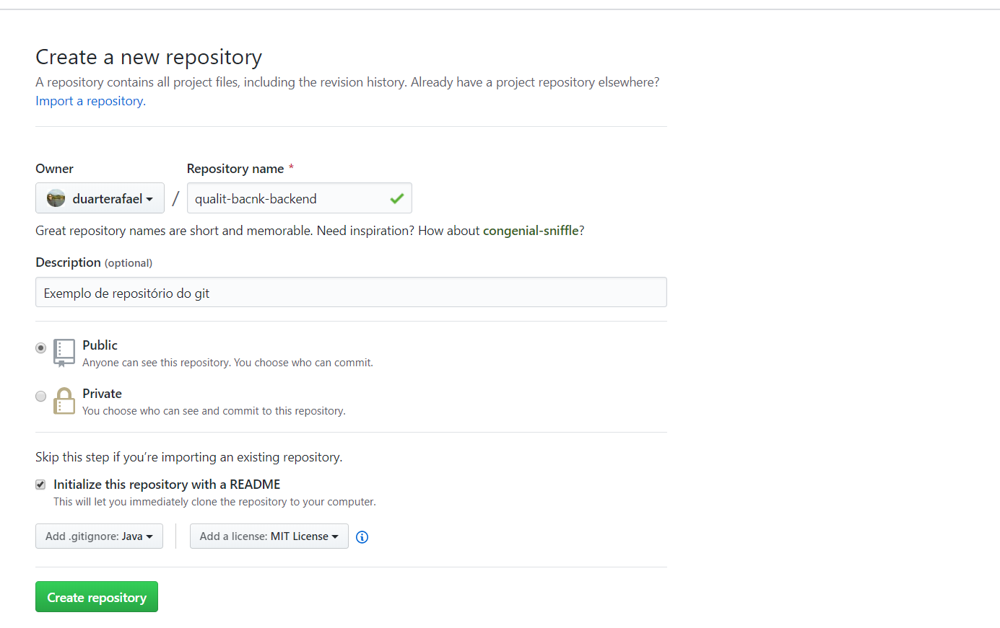 Create a new repository
A repository contains all project files, including the revision history. Already have a project repository elsewhere?
Import a repository.
Owner
Repository name *
duarterafael
/
qualit-bacnk-backend
Great repository names are short and memorable. Need inspiration? How about congenial-sniffle?
Description (optional)
Exemplo de repositório do git
Public
Anyone can see this repository. You choose who can commit.
Private
You choose who can see and commit to this repository.
Skip this step if you’re importing an existing repository.
Initialize this repository with a README
This will let you immediately clone the repository to your computer.
Add .gitignore: Java
Add a license: MIT License
Create repository